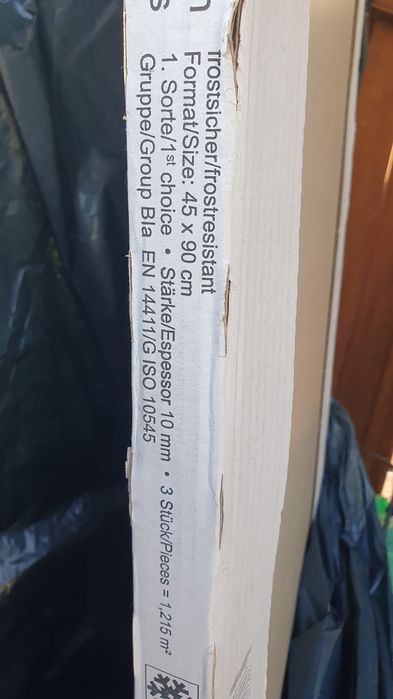 frostsicher/frostresistant
Format/Size: 45 x 90 cm
1. Sorte/1st choice • Stärke/Espessor 10 mm • 3 Stück/Pieces = 1,215 m²
Gruppe/Group BIa EN 14411/G ISO 10545